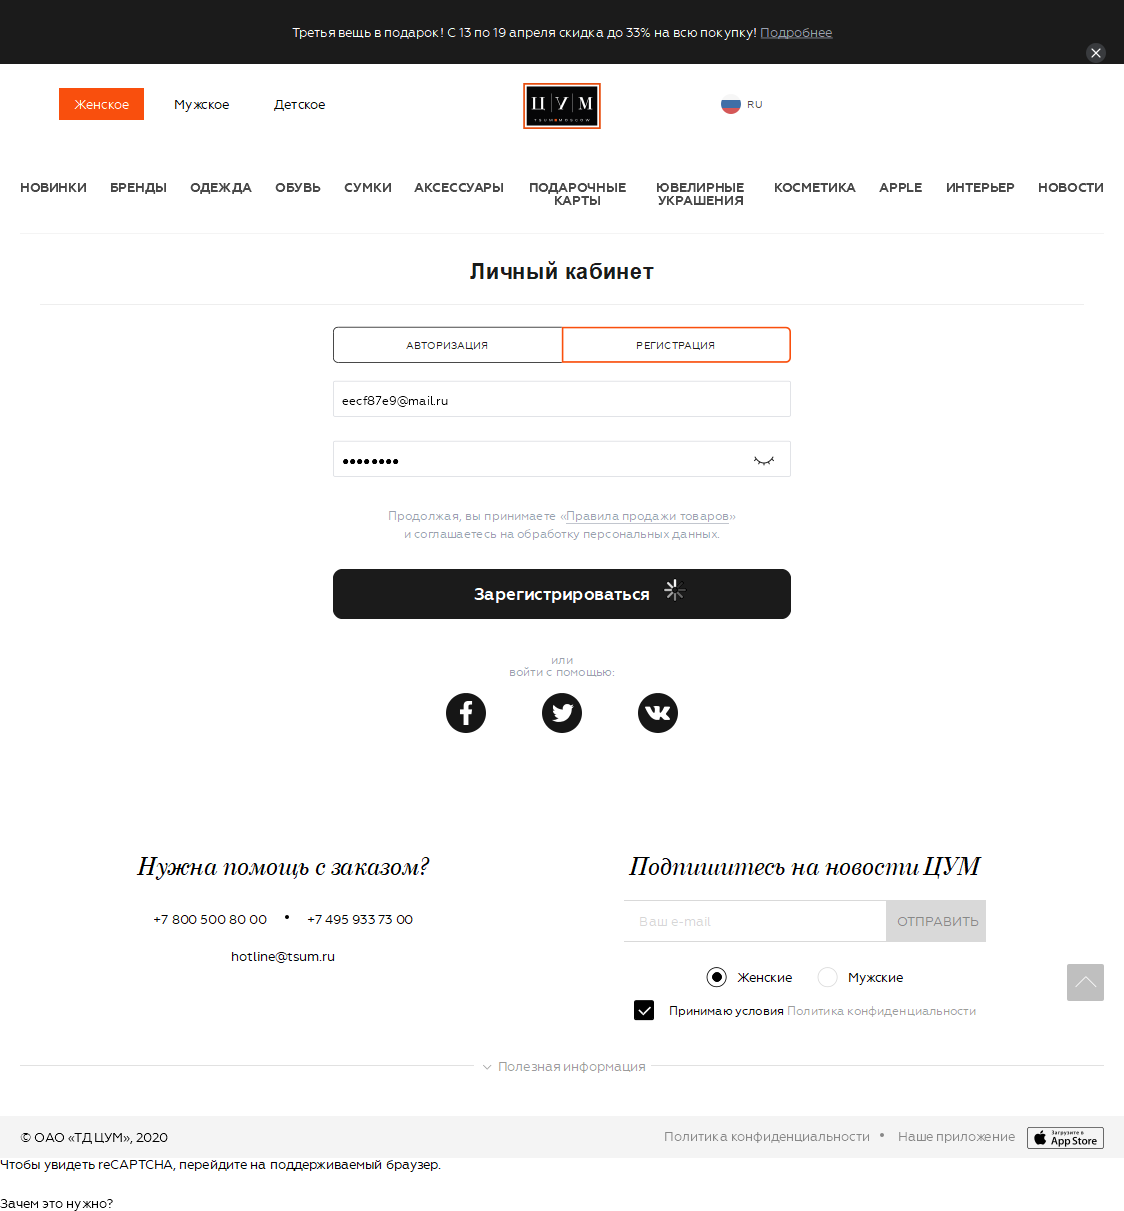 Третья вещь в подарок! С 13 по 19 апреля скидка до 33% на всю покупку! Подробнее
Женское
Мужское
Детское
ЦУМ
TSUM MOSCOW
RU
НОВИНКИ
БРЕНДЫ
ОДЕЖДА
ОБУВЬ
СУМКИ
АКСЕССУАРЫ
ПОДАРОЧНЫЕ
КАРТЫ
ЮВЕЛИРНЫЕ
УКРАШЕНИЯ
КОСМЕТИКА
APPLE
ИНТЕРЬЕР
НОВОСТИ
Личный кабинет
АВТОРИЗАЦИЯ
РЕГИСТРАЦИЯ
eecf87e9@mail.ru
Продолжая, вы принимаете «Правила продажи товаров»
и соглашаетесь на обработку персональных данных.
Зарегистрироваться
или
войти с помощью:
Нужна помощь с заказом?
+7 800 500 80 00 • +7 495 933 73 00
hotline@tsum.ru
Подпишитесь на новости ЦУМ
Ваш e-mail
ОТПРАВИТЬ
Женские
Мужские
Принимаю условия Политика конфиденциальности
Полезная информация
© ОАО «ТД ЦУМ», 2020
Политика конфиденциальности • Наше приложение
Загрузите в
App Store
Чтобы увидеть reCAPTCHA, перейдите на поддерживаемый браузер.
Зачем это нужно?